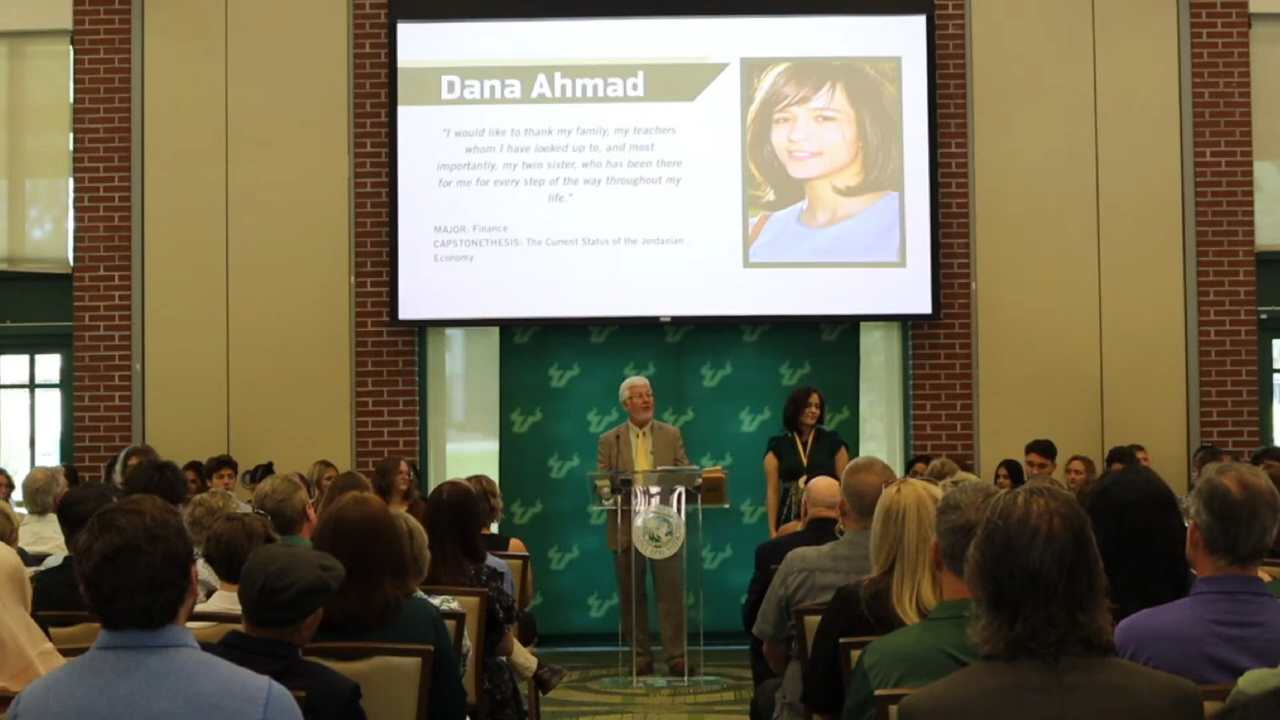 Dana Ahmad
"I would like to thank my family, my teachers
whom I have looked up to, and most
importantly, my twin sister, who has been there
for me for every step of the way throughout my
life."
MAJOR: Finance
CAPSTONETHESIS: The Current Status of the Jordanian
Economy